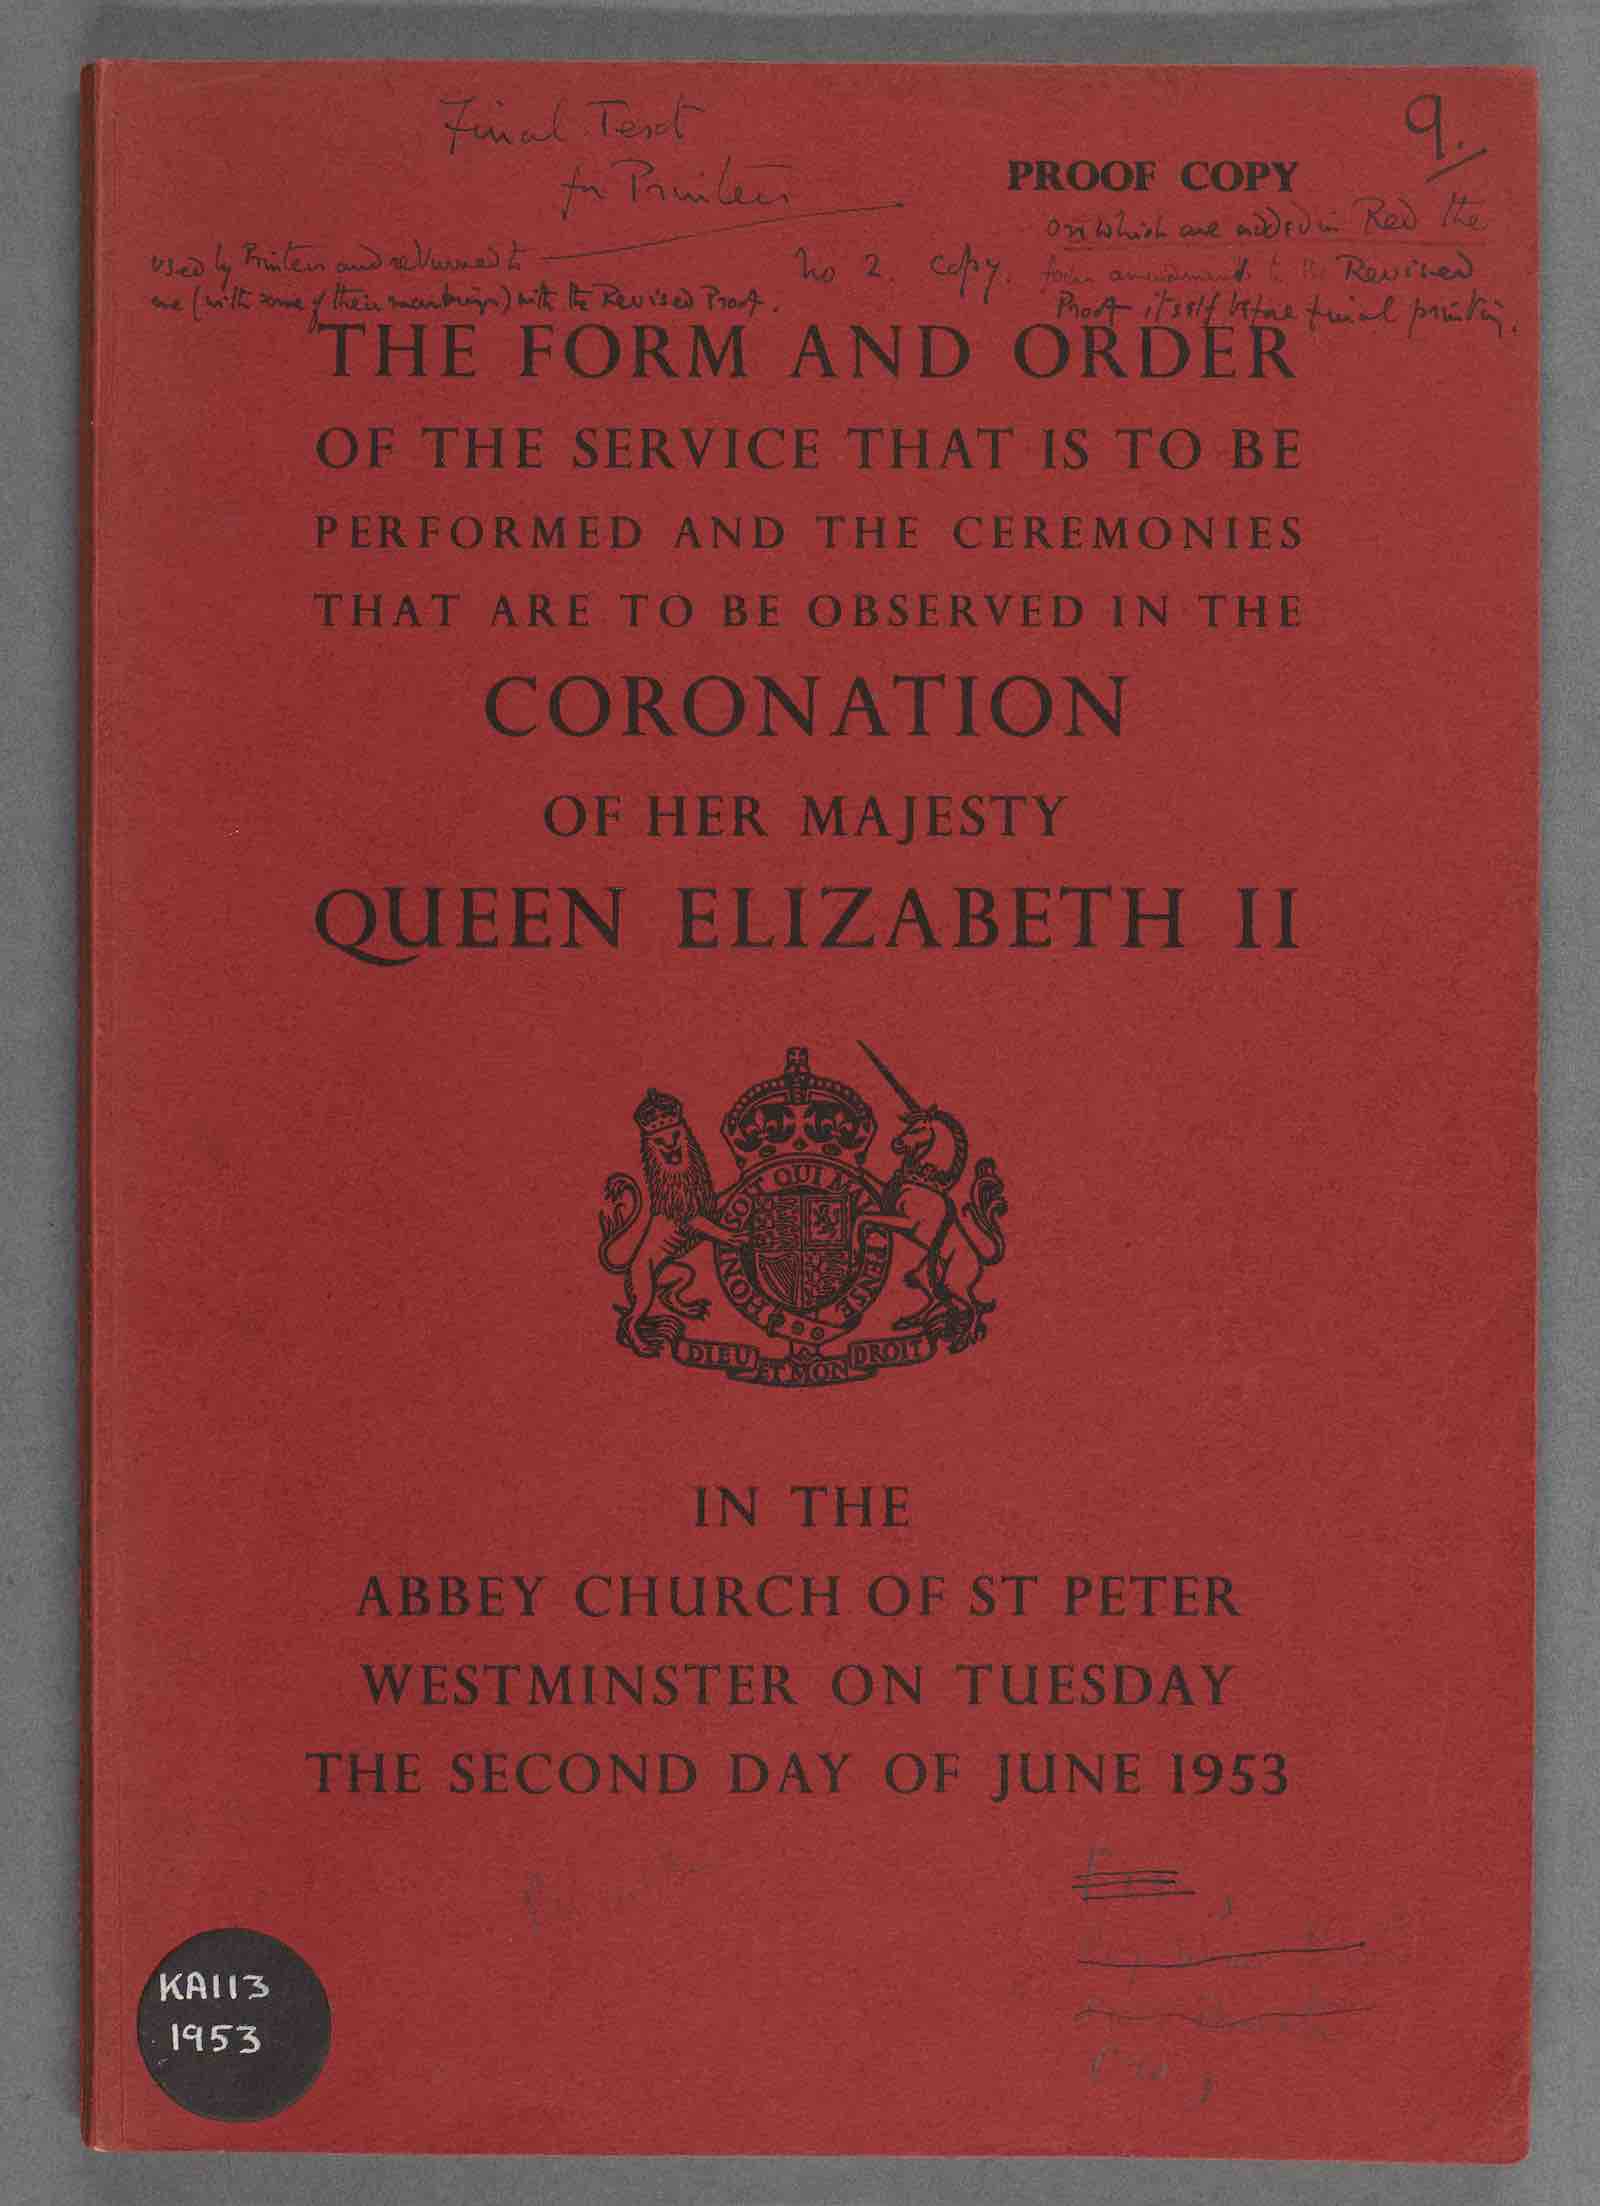 Final Text
for Printers
9.
PROOF COPY
on which are added in Red the
four amendments to the Revised
Proof itself before final printing.
used by Printers and returned to
me (with some of their markings) with the Revised Proof.
no 2. copy.
THE FORM AND ORDER
OF THE SERVICE THAT IS TO BE
PERFORMED AND THE CEREMONIES
THAT ARE TO BE OBSERVED IN THE
CORONATION
OF HER MAJESTY
QUEEN ELIZABETH II
HONI SOIT QUI MAL Y PENSE
DIEU ET MON DROIT
IN THE
ABBEY CHURCH OF ST PETER
WESTMINSTER ON TUESDAY
THE SECOND DAY OF JUNE 1953
KA113
1953